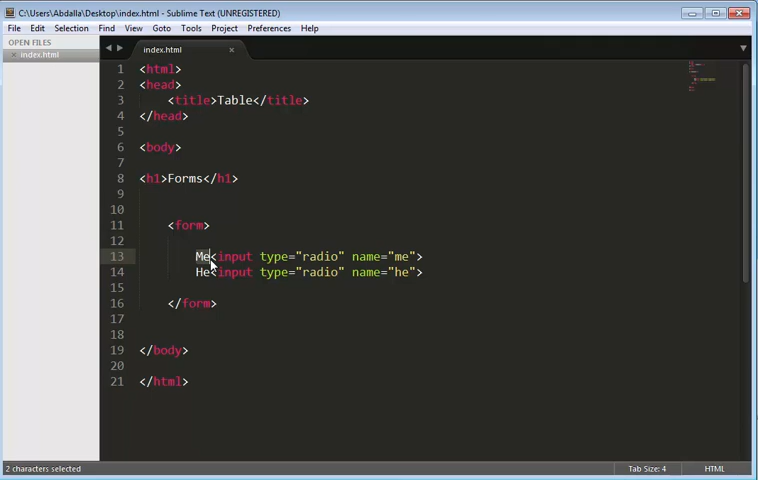 C:\Users\Abdalla\Desktop\index.html - Sublime Text (UNREGISTERED)
File Edit Selection Find View Goto Tools Project Preferences Help
OPEN FILES
index.html
index.html
1 <html>
2 <head>
3 <title>Table</title>
4 </head>
5
6 <body>
7
8 <h1>Forms</h1>
9
10
11 <form>
12
13 Me<input type="radio" name="me">
14 He<input type="radio" name="he">
15
16 </form>
17
18
19 </body>
20
21 </html>
2 characters selected Tab Size: 4 HTML